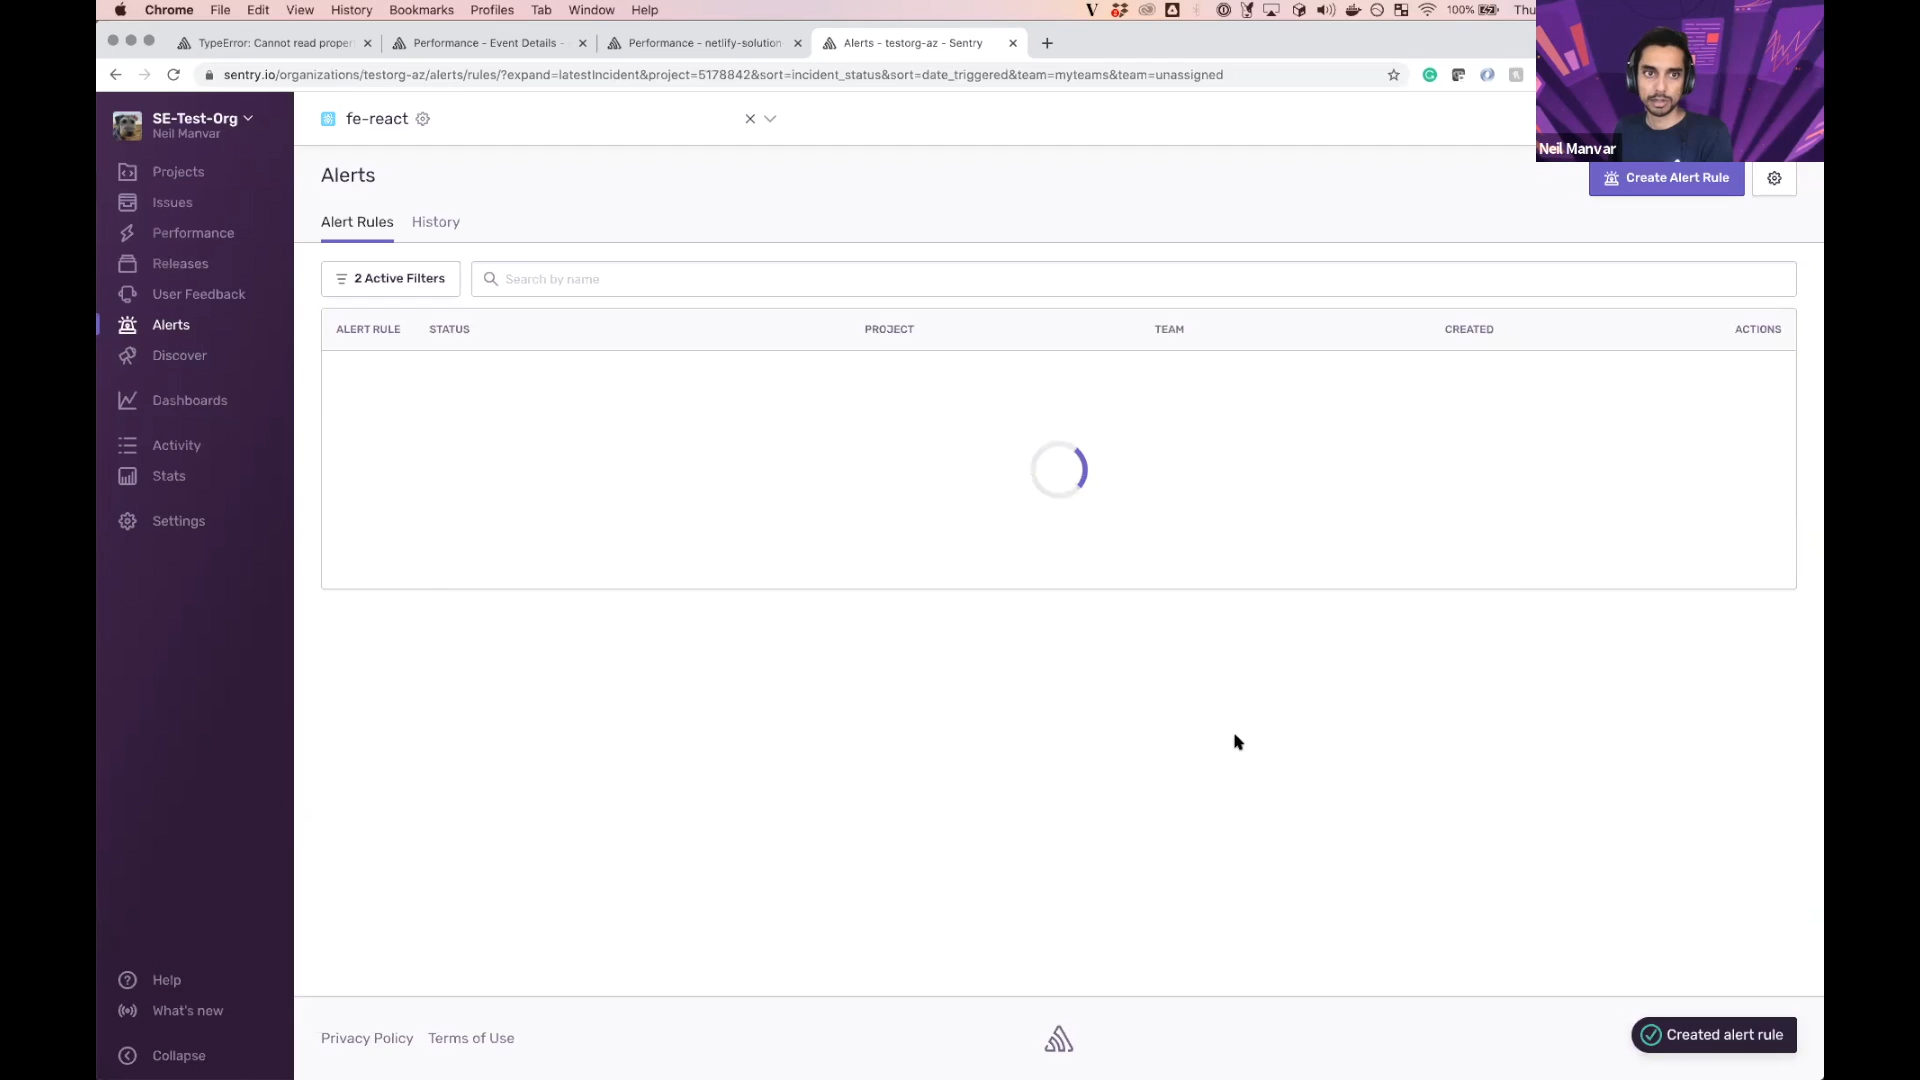 Chrome File Edit View History Bookmarks Profiles Tab Window Help V 100% Thu
TypeError: Cannot read proper Performance - Event Details - Performance - netlify-solution Alerts - testorg-az - Sentry
sentry.io/organizations/testorg-az/alerts/rules/?expand=latestIncident&project=5178842&sort=incident_status&sort=date_triggered&team=myteams&team=unassigned
SE-Test-Org
Neil Manvar
fe-react
Neil Manvar
Projects
Issues
Performance
Releases
User Feedback
Alerts
Discover
Dashboards
Activity
Stats
Settings
Help
What's new
Collapse
Alerts
Create Alert Rule
Alert Rules History
2 Active Filters Search by name
ALERT RULE STATUS PROJECT TEAM CREATED ACTIONS
Privacy Policy Terms of Use
Created alert rule